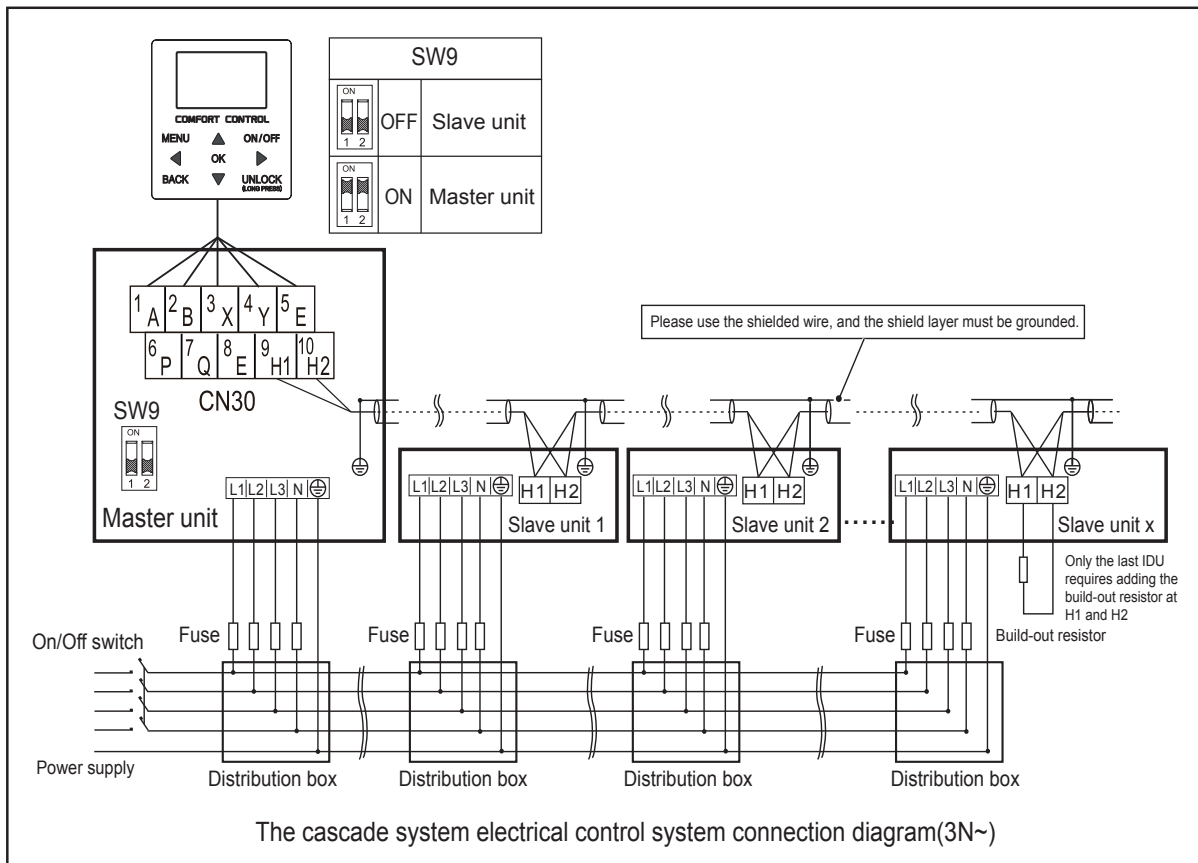 COMFORT CONTROL
MENU ON/OFF
OK
BACK UNLOCK
(LONG PRESS)
SW9
ON
1 2
OFF Slave unit
ON
1 2
ON Master unit
1 A 2 B 3 X 4 Y 5 E
6 P 7 Q 8 E 9 H1 10 H2
CN30
SW9
ON
1 2
Master unit
L1 L2 L3 N
Please use the shielded wire, and the shield layer must be grounded.
L1 L2 L3 N H1 H2
Slave unit 1
L1 L2 L3 N H1 H2
Slave unit 2
L1 L2 L3 N H1 H2
Slave unit x
Only the last IDU
requires adding the
build-out resistor at
H1 and H2
Build-out resistor
Fuse Fuse Fuse Fuse
On/Off switch
Power supply
Distribution box Distribution box Distribution box Distribution box
The cascade system electrical control system connection diagram(3N~)